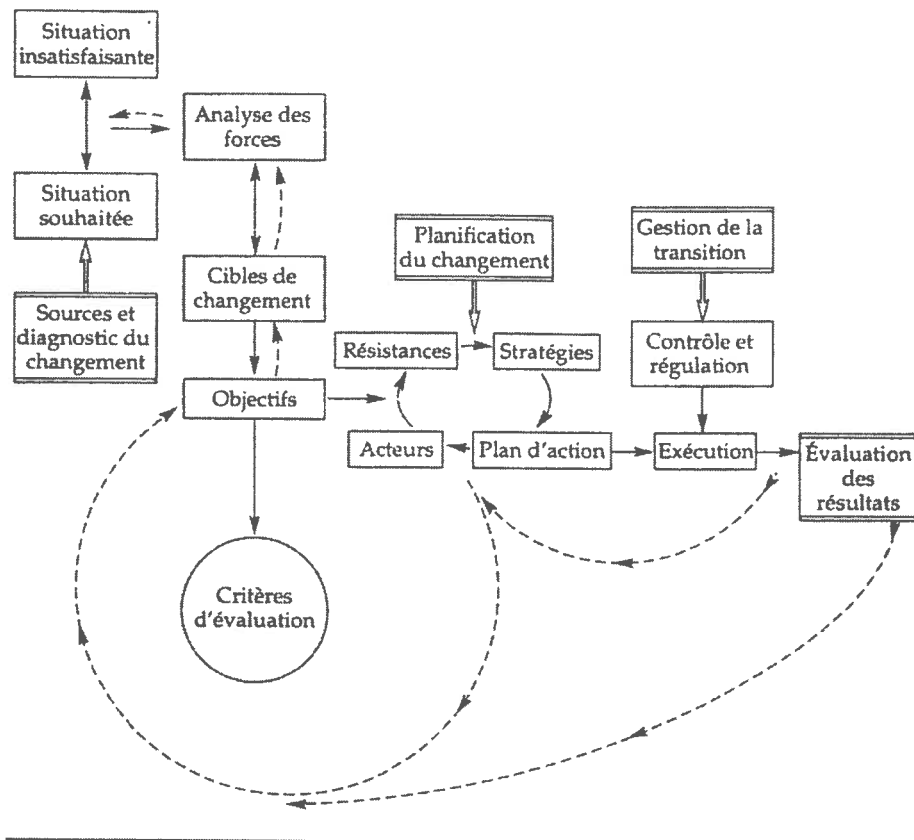 Situation
insatisfaisante
Analyse des
forces
Situation
souhaitée
Sources et
diagnostic du
changement
Cibles de
changement
Objectifs
Critères
d'évaluation
Planification
du changement
Résistances
Stratégies
Acteurs
Plan d'action
Gestion de la
transition
Contrôle et
régulation
Exécution
Évaluation
des
résultats